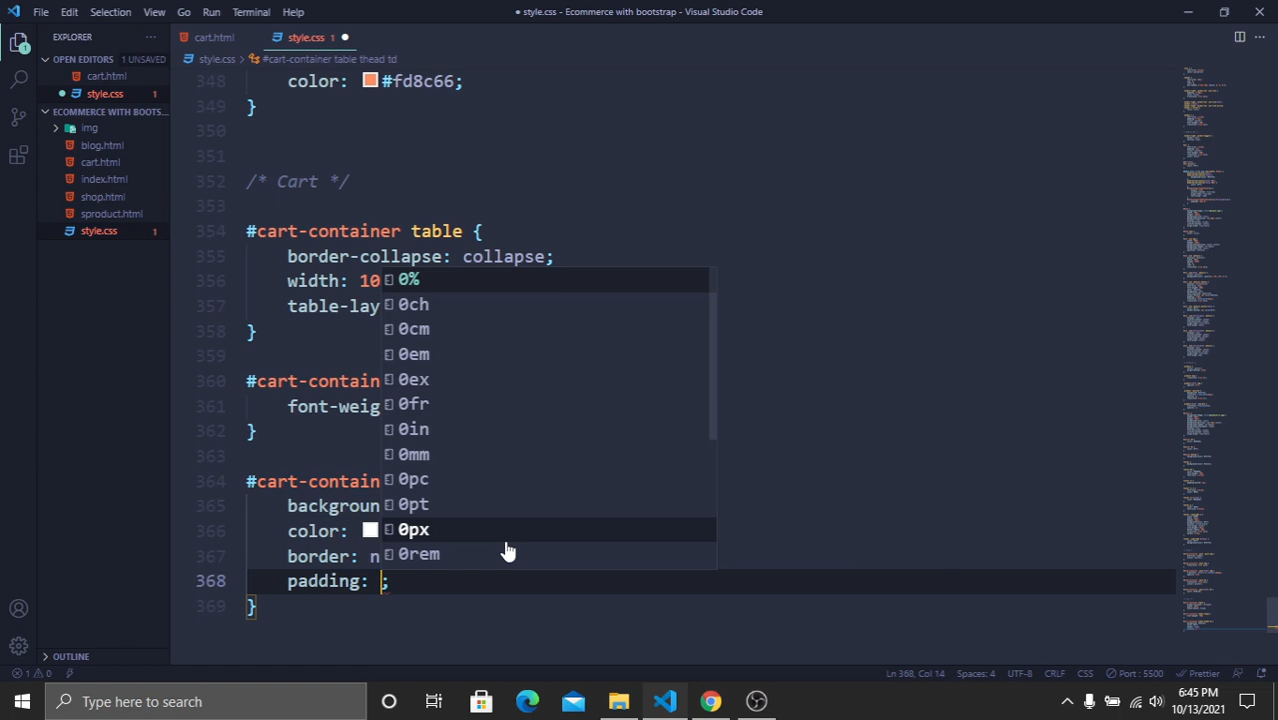 File Edit Selection View Go Run Terminal Help
● style.css - Ecommerce with bootstrap - Visual Studio Code
EXPLORER
OPEN EDITORS 1 UNSAVED
cart.html
style.css 1
ECOMMERCE WITH BOOTS...
img
blog.html
cart.html
index.html
shop.html
sproduct.html
style.css 1
OUTLINE
cart.html style.css 1 ●
style.css > #cart-container table thead td
348 color: #fd8c66;
349 }
350
351
352 /* Cart */
353
354 #cart-container table {
355 border-collapse: collapse;
356 width: 10
357 table-lay
358 }
359
360 #cart-contain
361 font-weig
362 }
363
364 #cart-contain
365 backgroun
366 color:
367 border: n
368 padding: ;
369 }
0%
0ch
0cm
0em
0ex
0fr
0in
0mm
0pc
0pt
0px
0rem
1 0 Ln 368, Col 14 Spaces: 4 UTF-8 CRLF CSS Port : 5500 Prettier
Type here to search
6:45 PM
10/13/2021